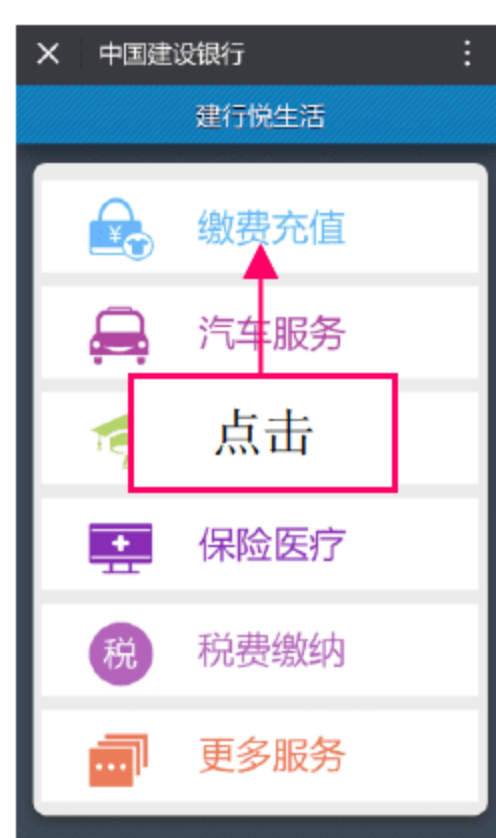 中国建设银行
建行悦生活
¥
缴费充值
汽车服务
点击
保险医疗
税
税费缴纳
更多服务